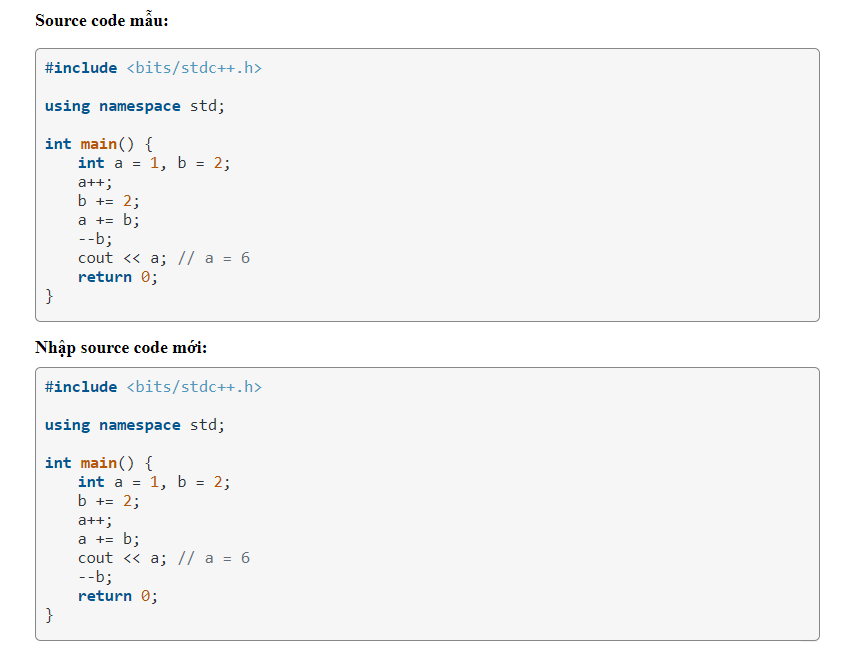 Source code mẫu:
#include <bits/stdc++.h>
using namespace std;
int main() {
    int a = 1, b = 2;
    a++;
    b += 2;
    a += b;
    --b;
    cout << a; // a = 6
    return 0;
}
Nhập source code mới:
#include <bits/stdc++.h>
using namespace std;
int main() {
    int a = 1, b = 2;
    b += 2;
    a++;
    a += b;
    cout << a; // a = 6
    --b;
    return 0;
}